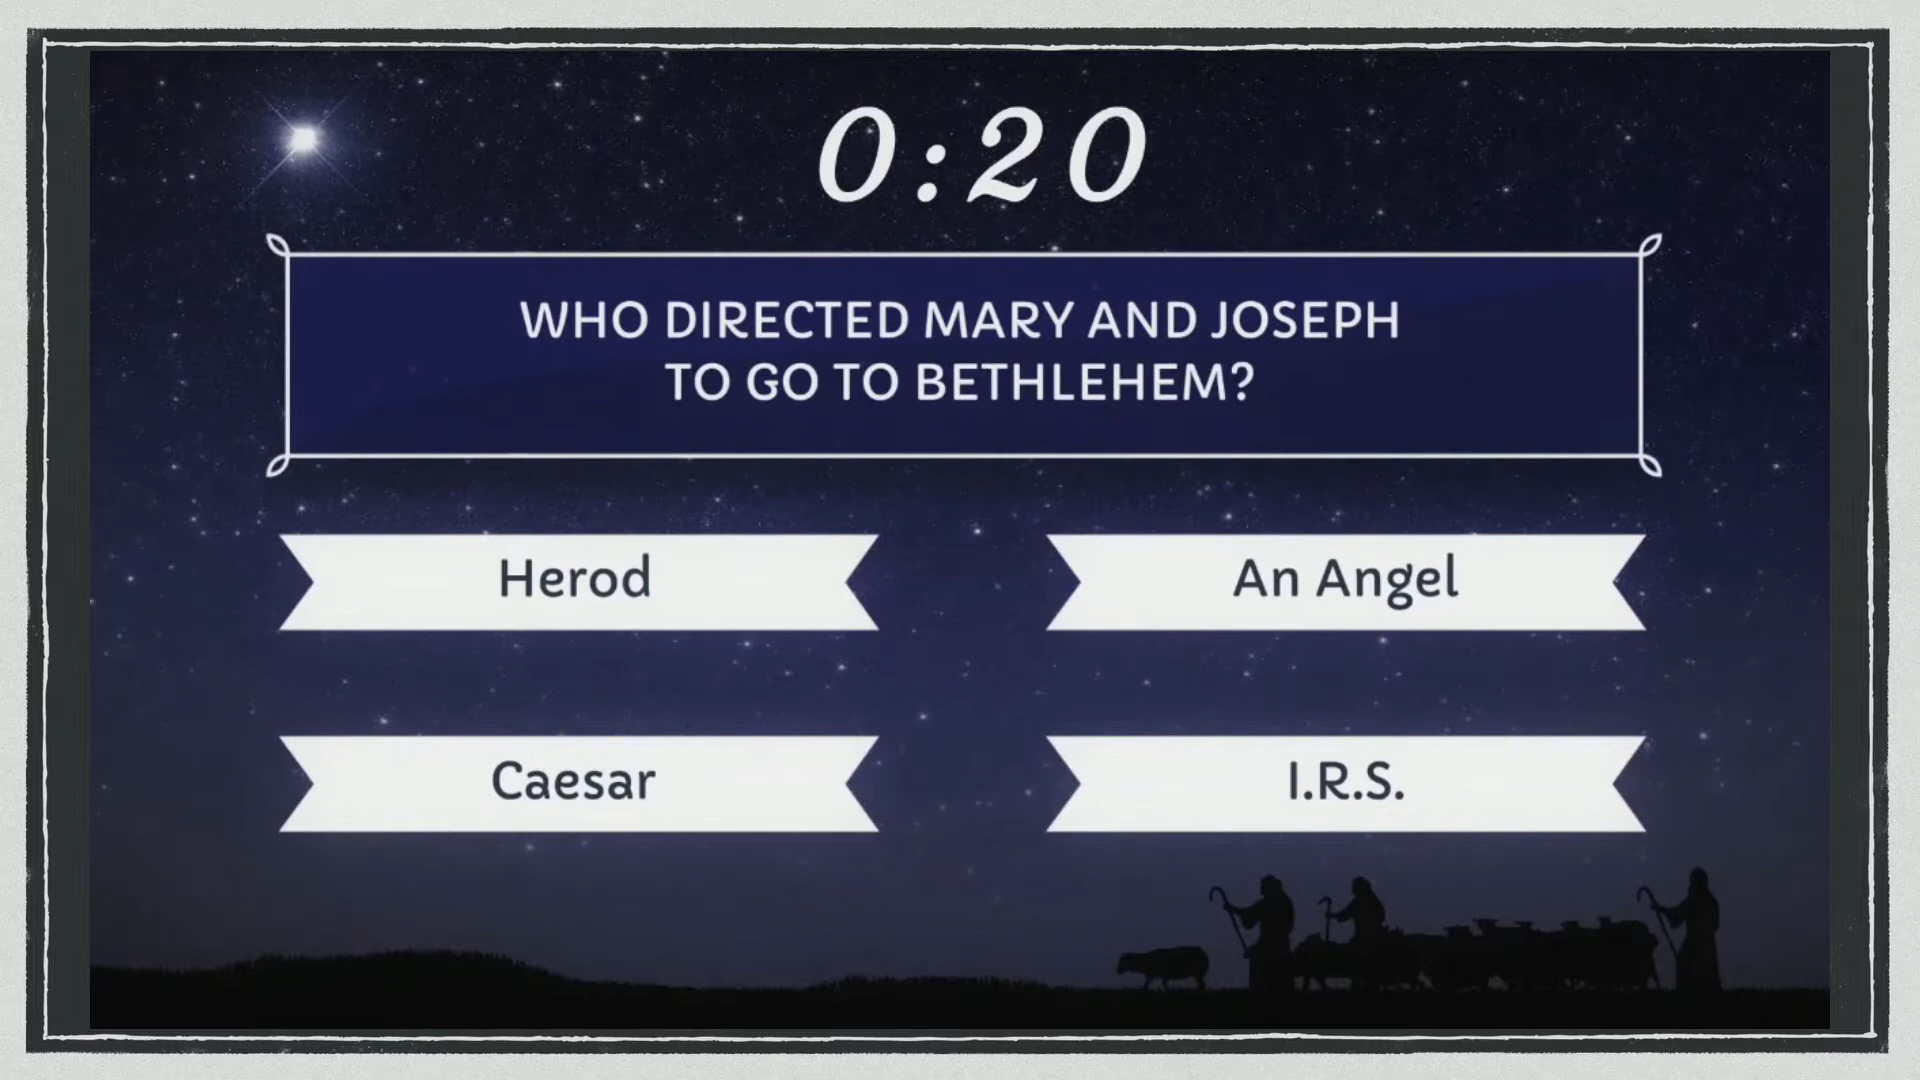 0:20
WHO DIRECTED MARY AND JOSEPH
TO GO TO BETHLEHEM?
Herod
An Angel
Caesar
I.R.S.